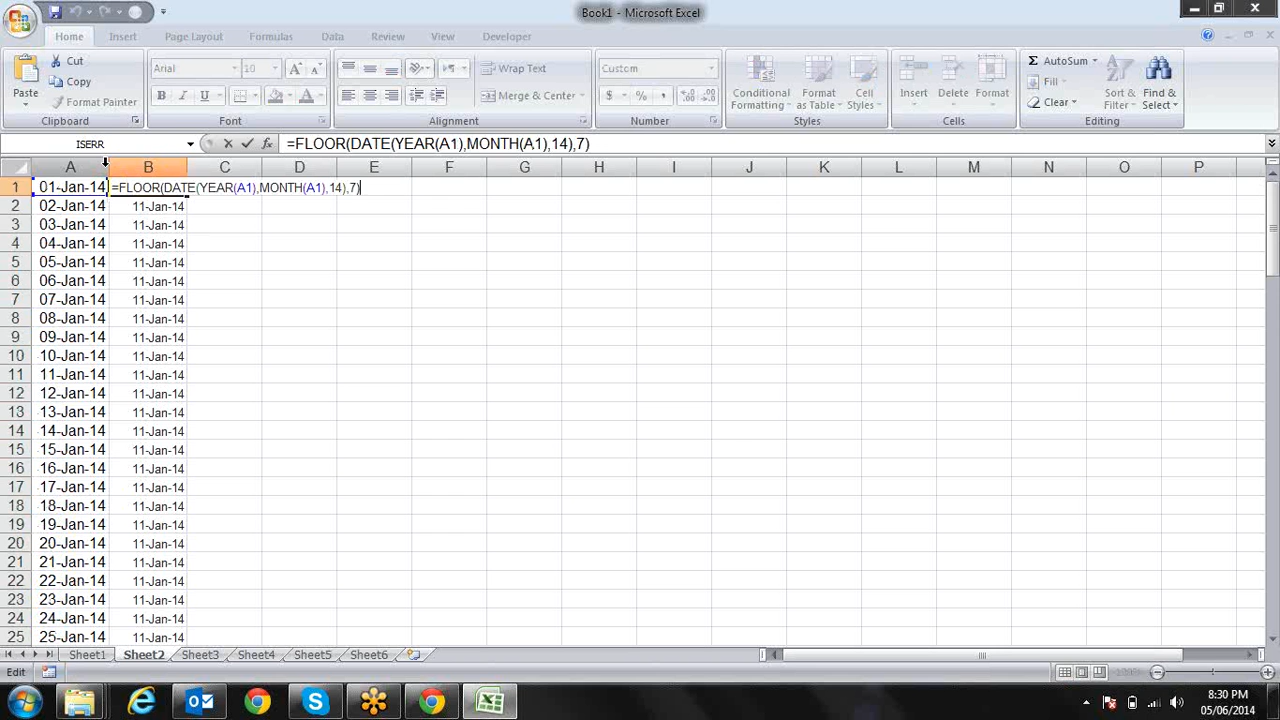 Book1 - Microsoft Excel
Home Insert Page Layout Formulas Data Review View Developer
Paste Cut Copy Format Painter
Clipboard
Arial 10
B I U
Font
Wrap Text
Merge & Center
Alignment
Custom
$ % ,
Number
Conditional Formatting
Format as Table
Cell Styles
Styles
Insert Delete Format
Cells
AutoSum
Fill
Clear
Sort & Filter
Find & Select
Editing
ISERR =FLOOR(DATE(YEAR(A1),MONTH(A1),14),7)
A B C D E F G H I J K L M N O P
1 01-Jan-14 =FLOOR(DATE(YEAR(A1),MONTH(A1),14),7)
2 02-Jan-14 11-Jan-14
3 03-Jan-14 11-Jan-14
4 04-Jan-14 11-Jan-14
5 05-Jan-14 11-Jan-14
6 06-Jan-14 11-Jan-14
7 07-Jan-14 11-Jan-14
8 08-Jan-14 11-Jan-14
9 09-Jan-14 11-Jan-14
10 10-Jan-14 11-Jan-14
11 11-Jan-14 11-Jan-14
12 12-Jan-14 11-Jan-14
13 13-Jan-14 11-Jan-14
14 14-Jan-14 11-Jan-14
15 15-Jan-14 11-Jan-14
16 16-Jan-14 11-Jan-14
17 17-Jan-14 11-Jan-14
18 18-Jan-14 11-Jan-14
19 19-Jan-14 11-Jan-14
20 20-Jan-14 11-Jan-14
21 21-Jan-14 11-Jan-14
22 22-Jan-14 11-Jan-14
23 23-Jan-14 11-Jan-14
24 24-Jan-14 11-Jan-14
25 25-Jan-14 11-Jan-14
Sheet1 Sheet2 Sheet3 Sheet4 Sheet5 Sheet6
Edit
8:30 PM
05/06/2014